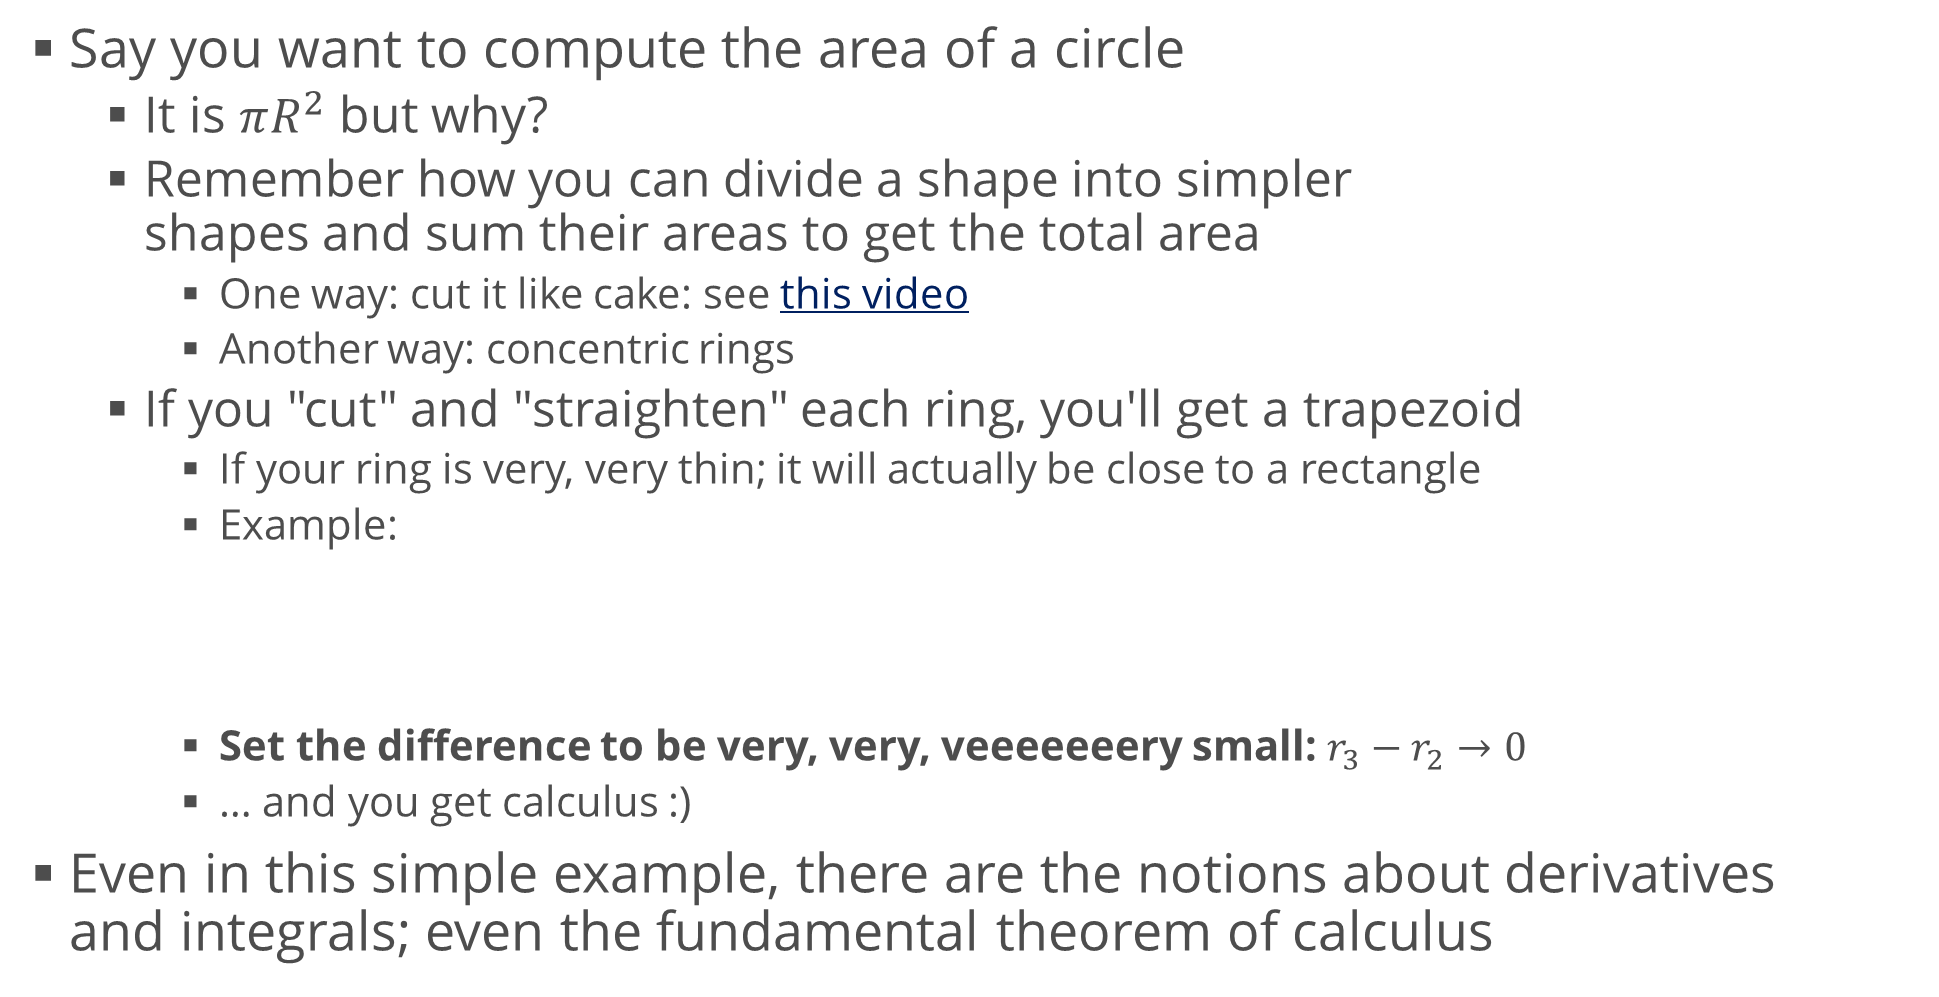 ▪ Say you want to compute the area of a circle
▪ It is 𝜋𝑅² but why?
▪ Remember how you can divide a shape into simpler
shapes and sum their areas to get the total area
▪ One way: cut it like cake: see this video
▪ Another way: concentric rings
▪ If you "cut" and "straighten" each ring, you'll get a trapezoid
▪ If your ring is very, very thin; it will actually be close to a rectangle
▪ Example:
▪ Set the difference to be very, very, veeeeeeery small: 𝑟₃ − 𝑟₂ → 0
▪ ... and you get calculus :)
▪ Even in this simple example, there are the notions about derivatives
and integrals; even the fundamental theorem of calculus